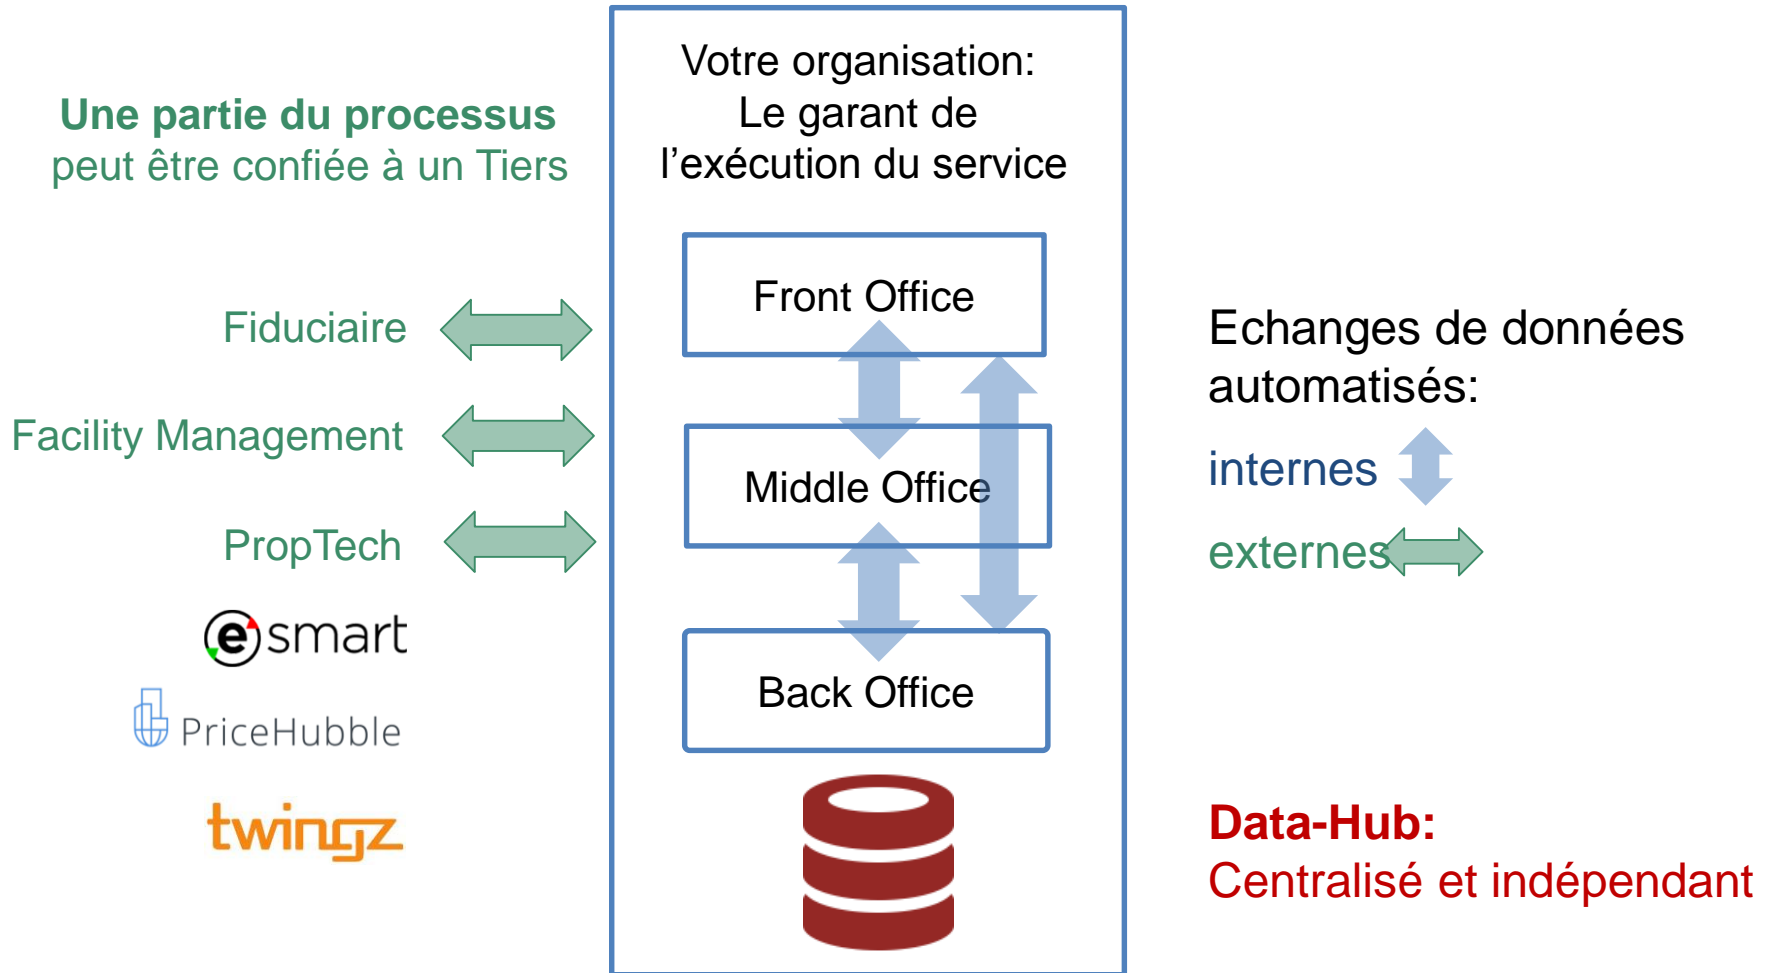 Une partie du processus
peut être confiée à un Tiers
Fiduciaire
Facility Management
PropTech
esmart
PriceHubble
twingz
Votre organisation:
Le garant de
l’exécution du service
Front Office
Middle Office
Back Office
Echanges de données
automatisés:
internes
externes
Data-Hub:
Centralisé et indépendant